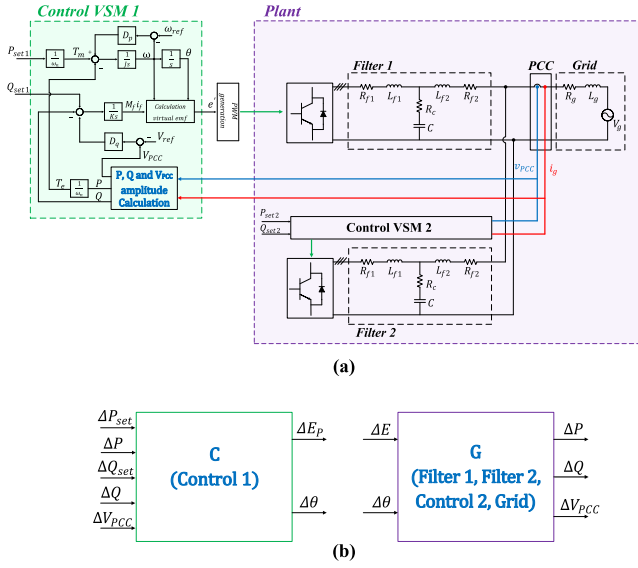 Control VSM 1
Plant
P_set1
1/ω_n
T_m
+
−
D_p
−
ω_ref
1/Js
ω
1/s
θ
Q_set1
1/Ks
M_f i_f
Calculation
virtual emf
e*
PWM
generation
D_q
−
V_ref
V_PCC
T_e
1/ω_n
P
Q
P, Q and V_PCC
amplitude
Calculation
Filter 1
R_f1
L_f1
L_f2
R_f2
R_c
C
PCC
Grid
R_g
L_g
V_g
v_PCC
i_g
P_set2
Q_set2
Control VSM 2
R_f1
L_f1
L_f2
R_f2
R_c
C
Filter 2
(a)
ΔP_set
ΔP
ΔQ_set
ΔQ
ΔV_PCC
C
(Control 1)
ΔE_P
Δθ
ΔE
Δθ
G
(Filter 1, Filter 2,
Control 2, Grid)
ΔP
ΔQ
ΔV_PCC
(b)